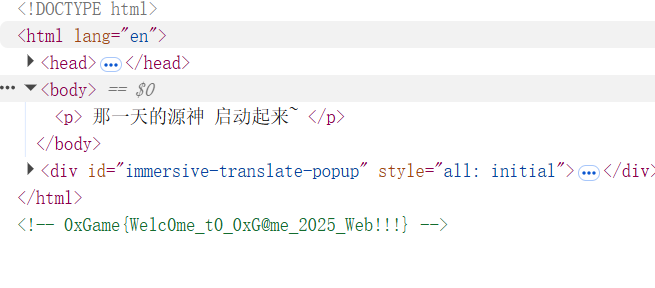 <!DOCTYPE html>
<html lang="en">
<head> ••• </head>
••• <body> == $0
<p> 那一天的源神 启动起来~ </p>
</body>
<div id="immersive-translate-popup" style="all: initial"> ••• </div>
</html>
<!-- 0xGame{Welc0me_t0_0xG@me_2025_Web!!!} -->